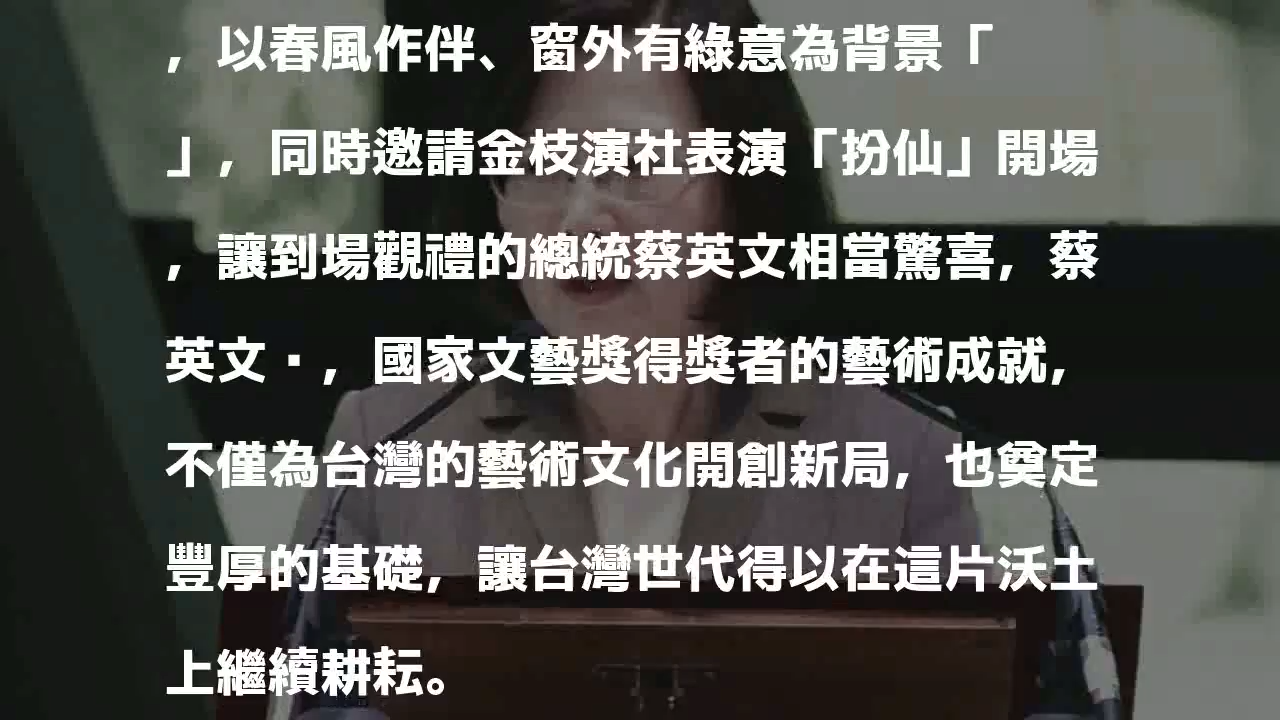 ，以春風作伴、窗外有綠意為背景「
」，同時邀請金枝演社表演「扮仙」開場
，讓到場觀禮的總統蔡英文相當驚喜，蔡
英文·，國家文藝獎得獎者的藝術成就，
不僅為台灣的藝術文化開創新局，也奠定
豐厚的基礎，讓台灣世代得以在這片沃土
上繼續耕耘。